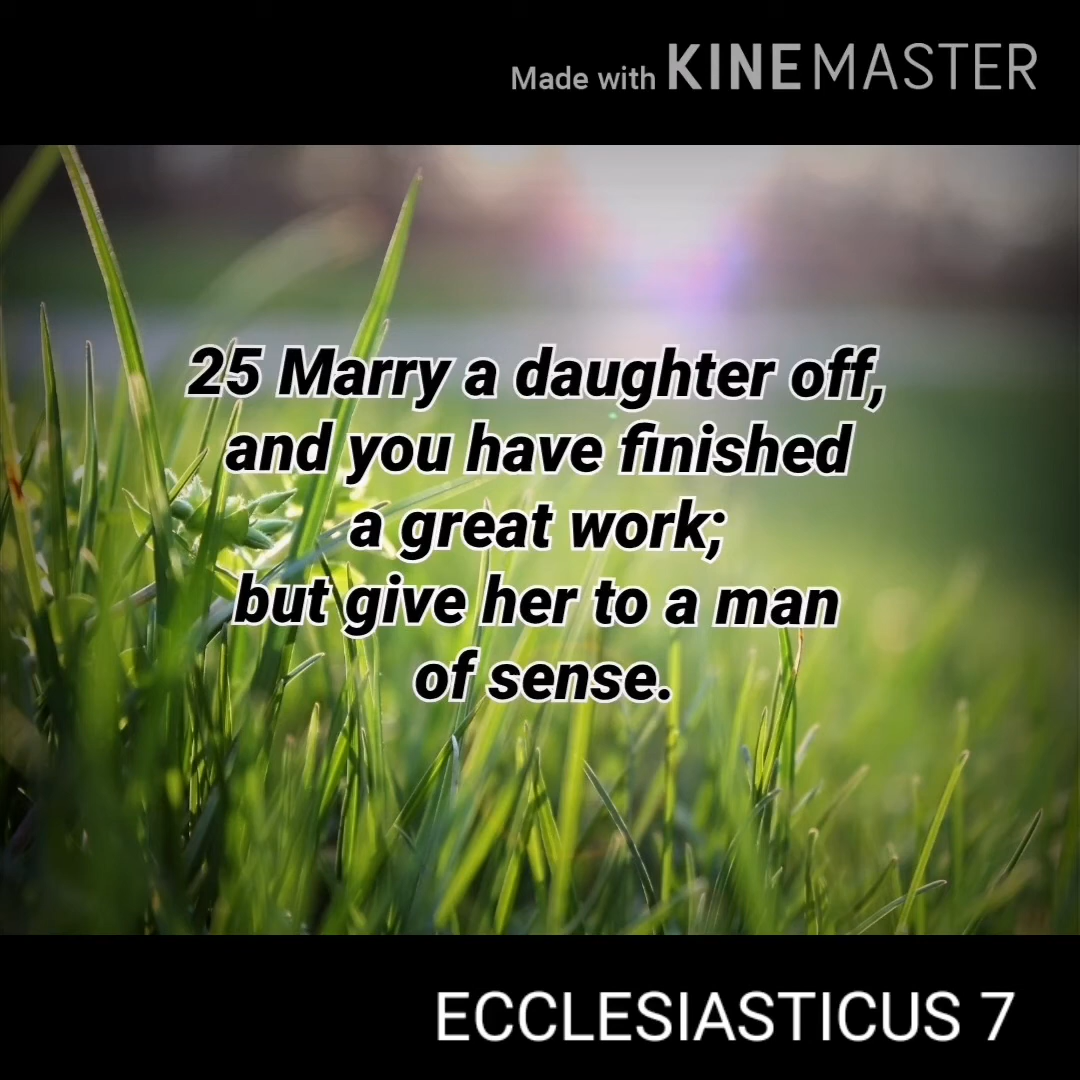 Made with KINEMASTER
25 Marry a daughter off,
and you have finished
a great work;
but give her to a man
of sense.
ECCLESIASTICUS 7